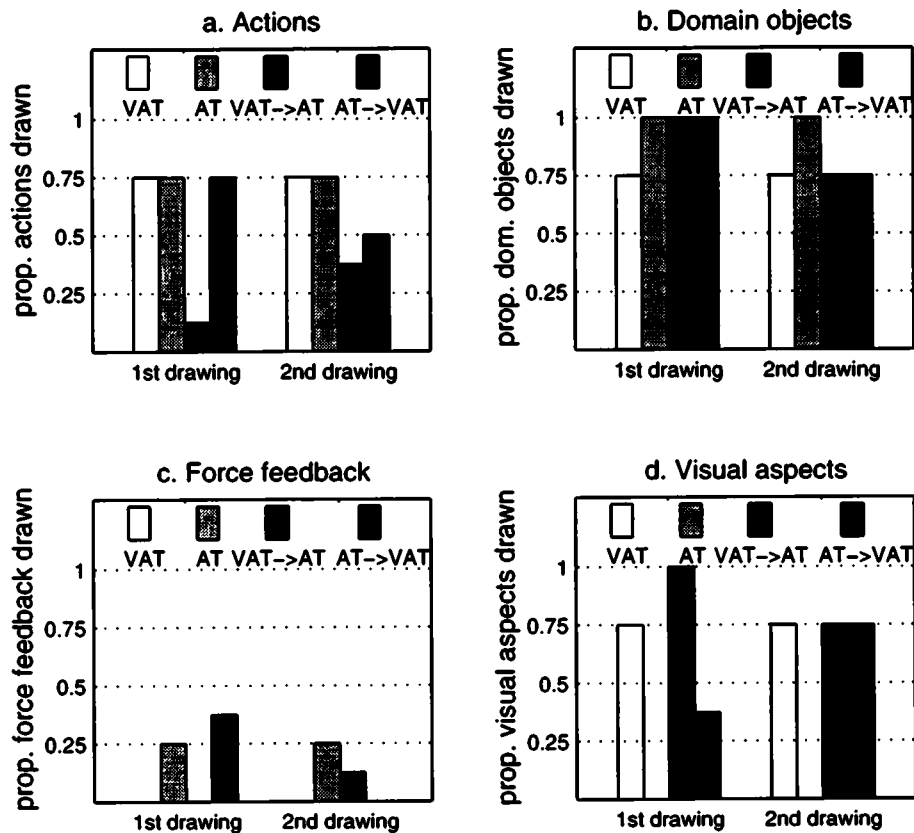 a. Actions
VAT AT VAT->AT AT->VAT
prop. actions drawn
1
0.75
0.5
0.25
1st drawing 2nd drawing
b. Domain objects
VAT AT VAT->AT AT->VAT
prop. dom. objects drawn
1
0.75
0.5
0.25
1st drawing 2nd drawing
c. Force feedback
VAT AT VAT->AT AT->VAT
prop. force feedback drawn
1
0.75
0.5
0.25
1st drawing 2nd drawing
d. Visual aspects
VAT AT VAT->AT AT->VAT
prop. visual aspects drawn
1
0.75
0.5
0.25
1st drawing 2nd drawing